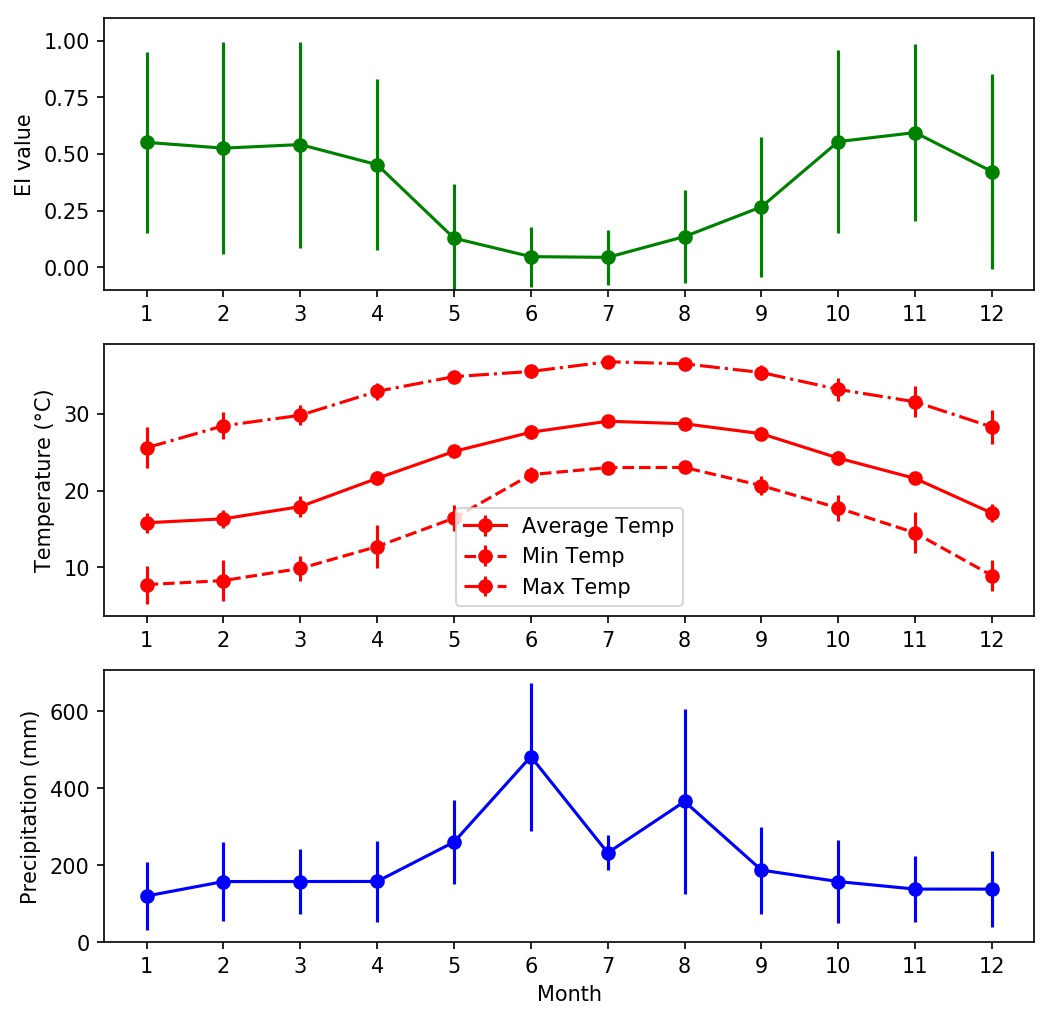 EI value
1.00
0.75
0.50
0.25
0.00
1 2 3 4 5 6 7 8 9 10 11 12
Temperature (°C)
30
20
10
Average Temp
Min Temp
Max Temp
1 2 3 4 5 6 7 8 9 10 11 12
Precipitation (mm)
600
400
200
0
1 2 3 4 5 6 7 8 9 10 11 12
Month